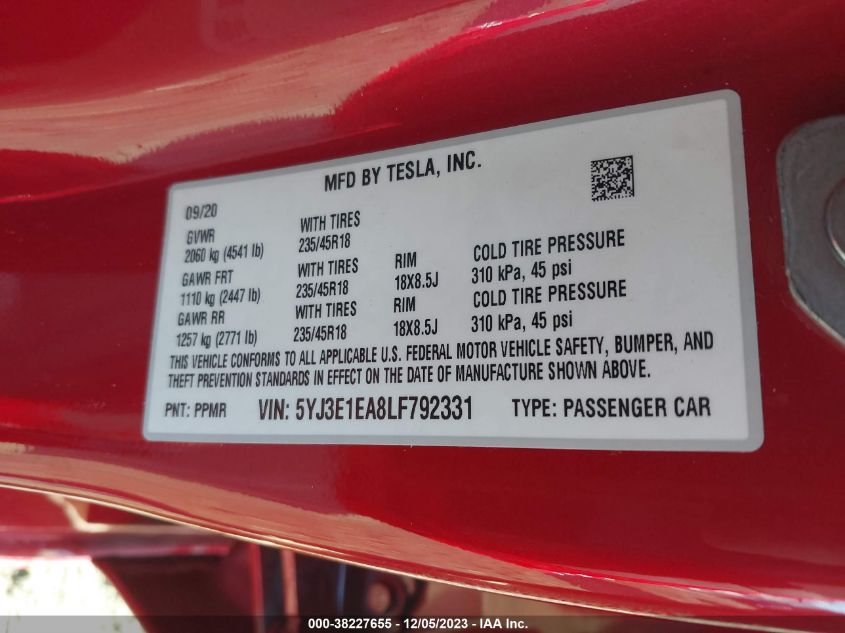 MFD BY TESLA, INC.
09/20
GVWR WITH TIRES
2060 kg (4541 lb) 235/45R18
GAWR FRT WITH TIRES RIM COLD TIRE PRESSURE
1110 kg (2447 lb) 235/45R18 18X8.5J 310 kPa, 45 psi
GAWR RR WITH TIRES RIM COLD TIRE PRESSURE
1257 kg (2771 lb) 235/45R18 18X8.5J 310 kPa, 45 psi
THIS VEHICLE CONFORMS TO ALL APPLICABLE U.S. FEDERAL MOTOR VEHICLE SAFETY, BUMPER, AND
THEFT PREVENTION STANDARDS IN EFFECT ON THE DATE OF MANUFACTURE SHOWN ABOVE.
PNT: PPMR VIN: 5YJ3E1EA8LF792331 TYPE: PASSENGER CAR
000-38227655 - 12/05/2023 - IAA Inc.